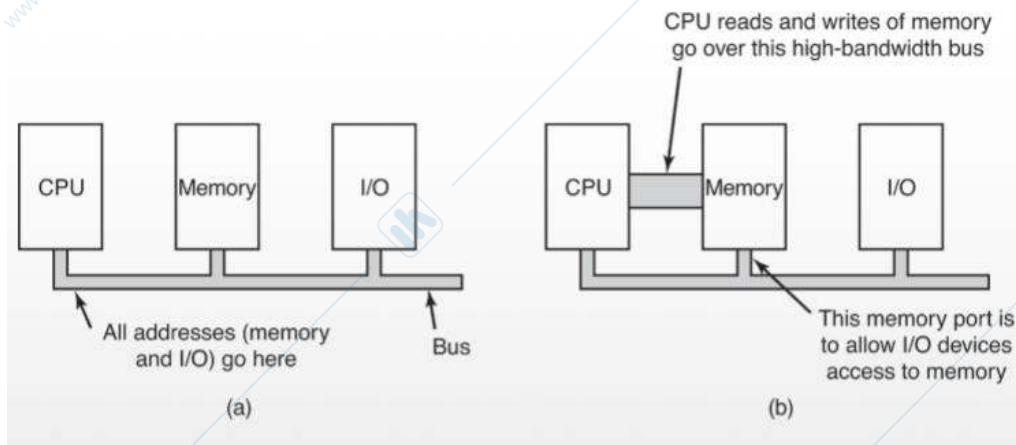 CPU reads and writes of memory
go over this high-bandwidth bus
CPU
Memory
I/O
CPU
Memory
I/O
All addresses (memory
and I/O) go here
Bus
This memory port is
to allow I/O devices
access to memory
(a)
(b)
www